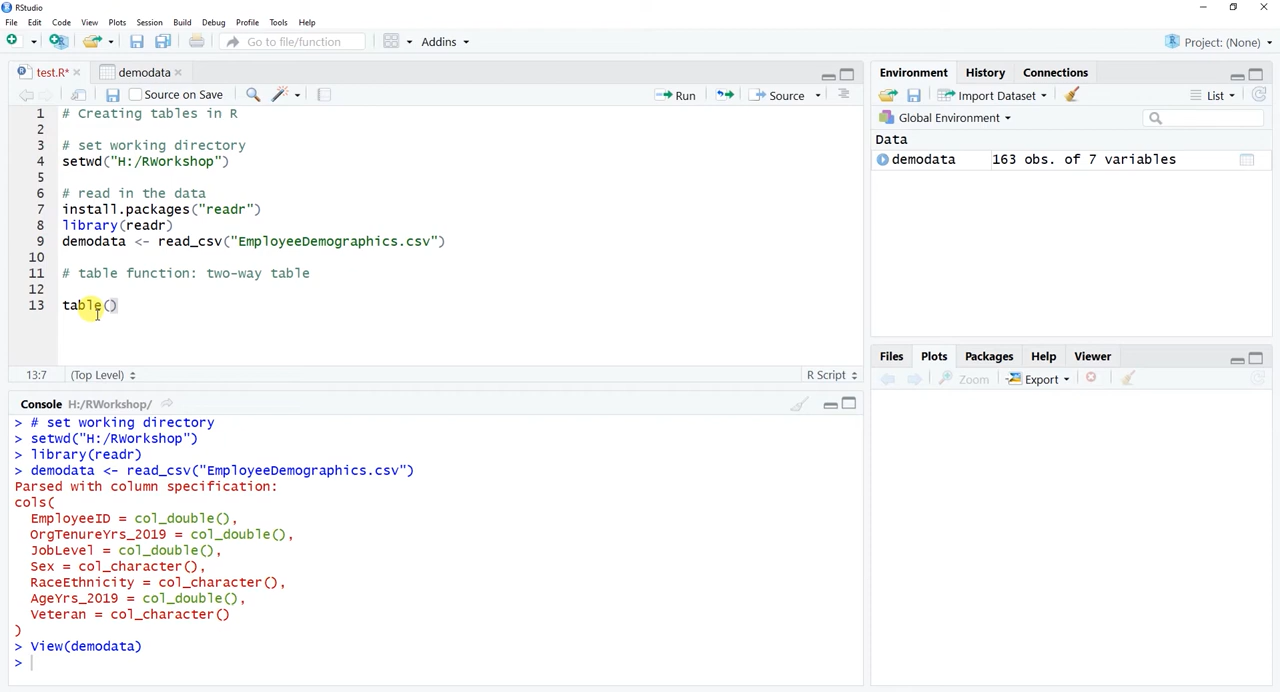 RStudio
File Edit Code View Plots Session Build Debug Profile Tools Help
Go to file/function Addins Project: (None)
test.R* demodata
Source on Save Run Source
1 # Creating tables in R
2
3 # set working directory
4 setwd("H:/RWorkshop")
5
6 # read in the data
7 install.packages("readr")
8 library(readr)
9 demodata <- read_csv("EmployeeDemographics.csv")
10
11 # table function: two-way table
12
13 table()
13:7 (Top Level) R Script
Console H:/RWorkshop/
> # set working directory
> setwd("H:/RWorkshop")
> library(readr)
> demodata <- read_csv("EmployeeDemographics.csv")
Parsed with column specification:
cols(
EmployeeID = col_double(),
OrgTenureYrs_2019 = col_double(),
JobLevel = col_double(),
Sex = col_character(),
RaceEthnicity = col_character(),
AgeYrs_2019 = col_double(),
Veteran = col_character()
)
> View(demodata)
>
Environment History Connections
Import Dataset List
Global Environment
Data
demodata 163 obs. of 7 variables
Files Plots Packages Help Viewer
Zoom Export